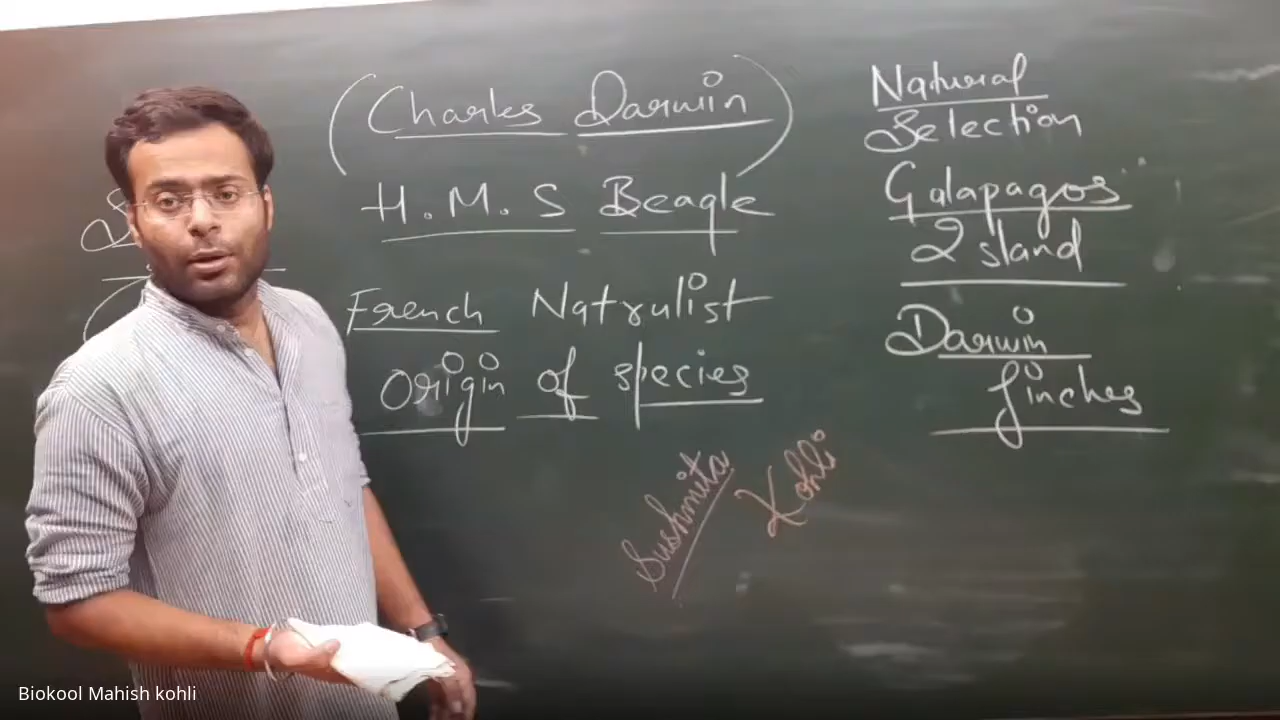 (Charles Darwin)
H.M.S Beagle
French Natrulist
Origin of species
Natural
Selection
Galapagos
Island
Darwin
finches
Sushmita
Kohli
Biokool Mahish kohli